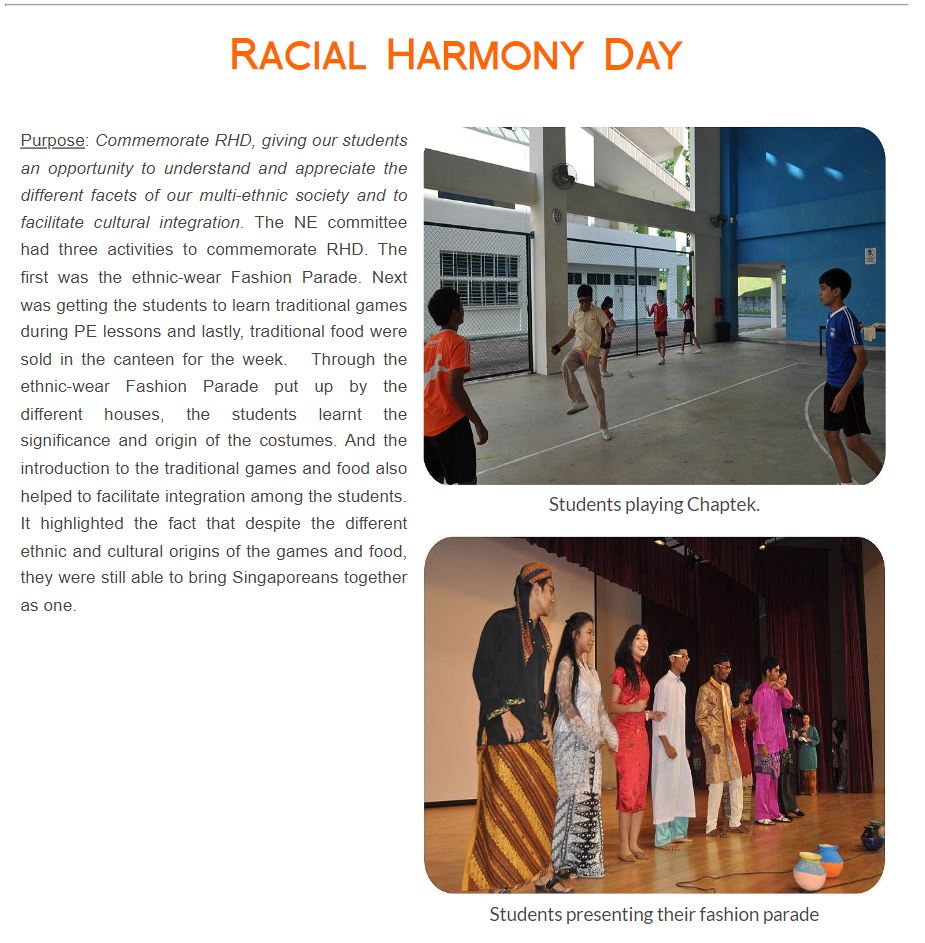 RACIAL HARMONY DAY
Purpose: Commemorate RHD, giving our students
an opportunity to understand and appreciate the
different facets of our multi-ethnic society and to
facilitate cultural integration. The NE committee
had three activities to commemorate RHD. The
first was the ethnic-wear Fashion Parade. Next
was getting the students to learn traditional games
during PE lessons and lastly, traditional food were
sold in the canteen for the week. Through the
ethnic-wear Fashion Parade put up by the
different houses, the students learnt the
significance and origin of the costumes. And the
introduction to the traditional games and food also
helped to facilitate integration among the students.
It highlighted the fact that despite the different
ethnic and cultural origins of the games and food,
they were still able to bring Singaporeans together
as one.
Students playing Chaptek.
Students presenting their fashion parade